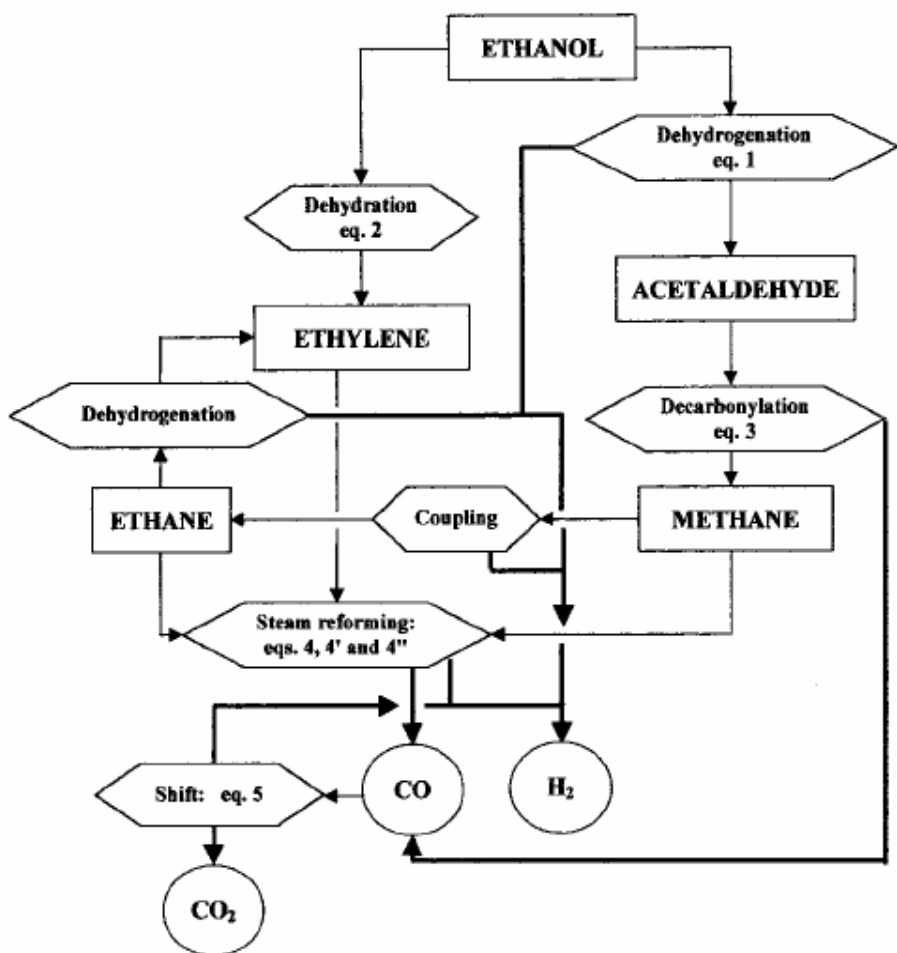 ETHANOL
Dehydrogenation
eq. 1
Dehydration
eq. 2
ACETALDEHYDE
ETHYLENE
Dehydrogenation
Decarbonylation
eq. 3
ETHANE
Coupling
METHANE
Steam reforming:
eqs. 4, 4' and 4"
Shift: eq. 5
CO
H₂
CO₂